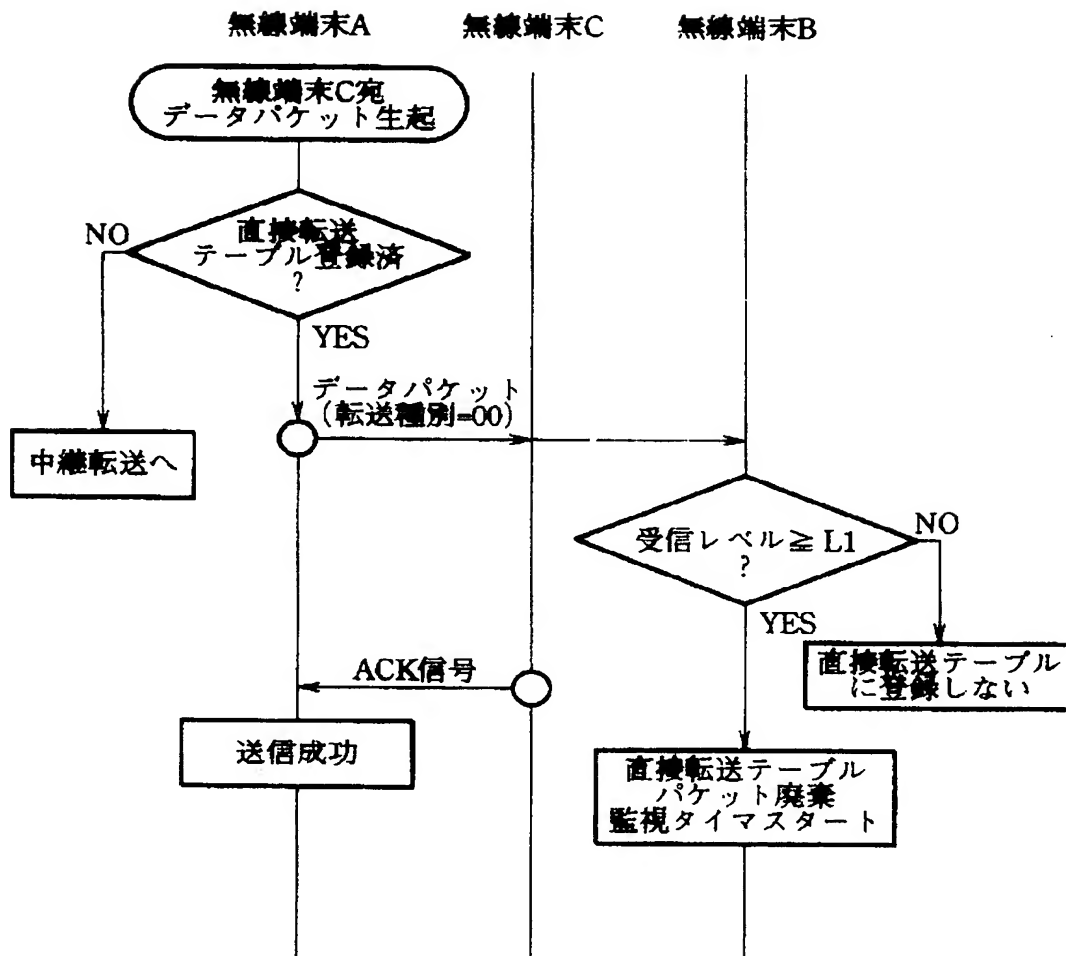 無線端末A
無線端末C
無線端末B
無線端末C宛
データパケット生起
直接転送
テーブル登録済
?
NO
YES
データパケット
(転送種別=00)
中継転送へ
受信レベル≧L1
?
NO
YES
直接転送テーブル
に登録しない
ACK信号
送信成功
直接転送テーブル
パケット廃棄
監視タイマスタート